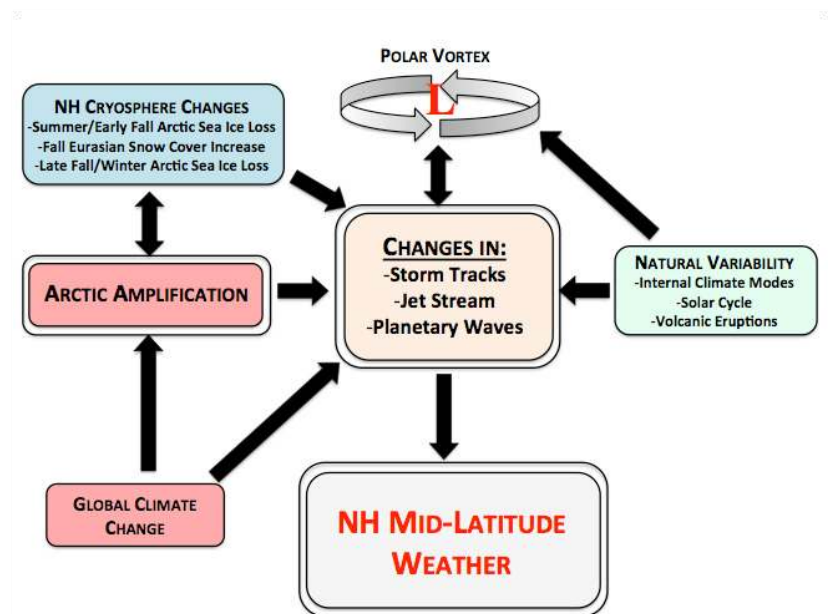 POLAR VORTEX
L
NH CRYOSPHERE CHANGES
-Summer/Early Fall Arctic Sea Ice Loss
-Fall Eurasian Snow Cover Increase
-Late Fall/Winter Arctic Sea Ice Loss
CHANGES IN:
-Storm Tracks
-Jet Stream
-Planetary Waves
NATURAL VARIABILITY
-Internal Climate Modes
-Solar Cycle
-Volcanic Eruptions
ARCTIC AMPLIFICATION
GLOBAL CLIMATE
CHANGE
NH MID-LATITUDE
WEATHER